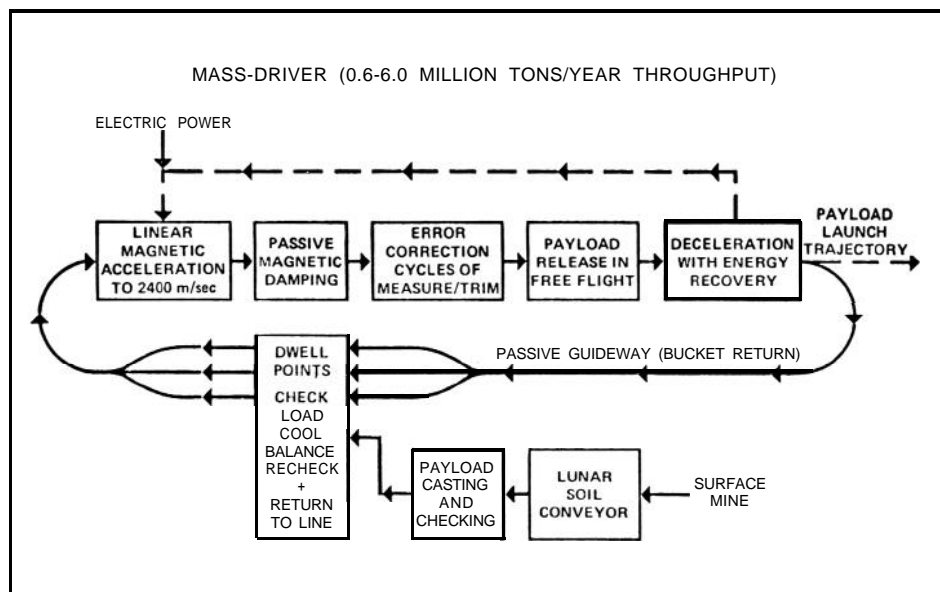 MASS-DRIVER (0.6-6.0 MILLION TONS/YEAR THROUGHPUT)
ELECTRIC POWER
LINEAR
MAGNETIC
ACCELERATION
TO 2400 m/sec
PASSIVE
MAGNETIC
DAMPING
ERROR
CORRECTION
CYCLES OF
MEASURE/TRIM
PAYLOAD
RELEASE IN
FREE FLIGHT
DECELERATION
WITH ENERGY
RECOVERY
PAYLOAD
LAUNCH
TRAJECTORY
PASSIVE GUIDEWAY (BUCKET RETURN)
DWELL
POINTS
CHECK
LOAD
COOL
BALANCE
RECHECK
+
RETURN
TO LINE
PAYLOAD
CASTING
AND
CHECKING
LUNAR
SOIL
CONVEYOR
SURFACE
MINE